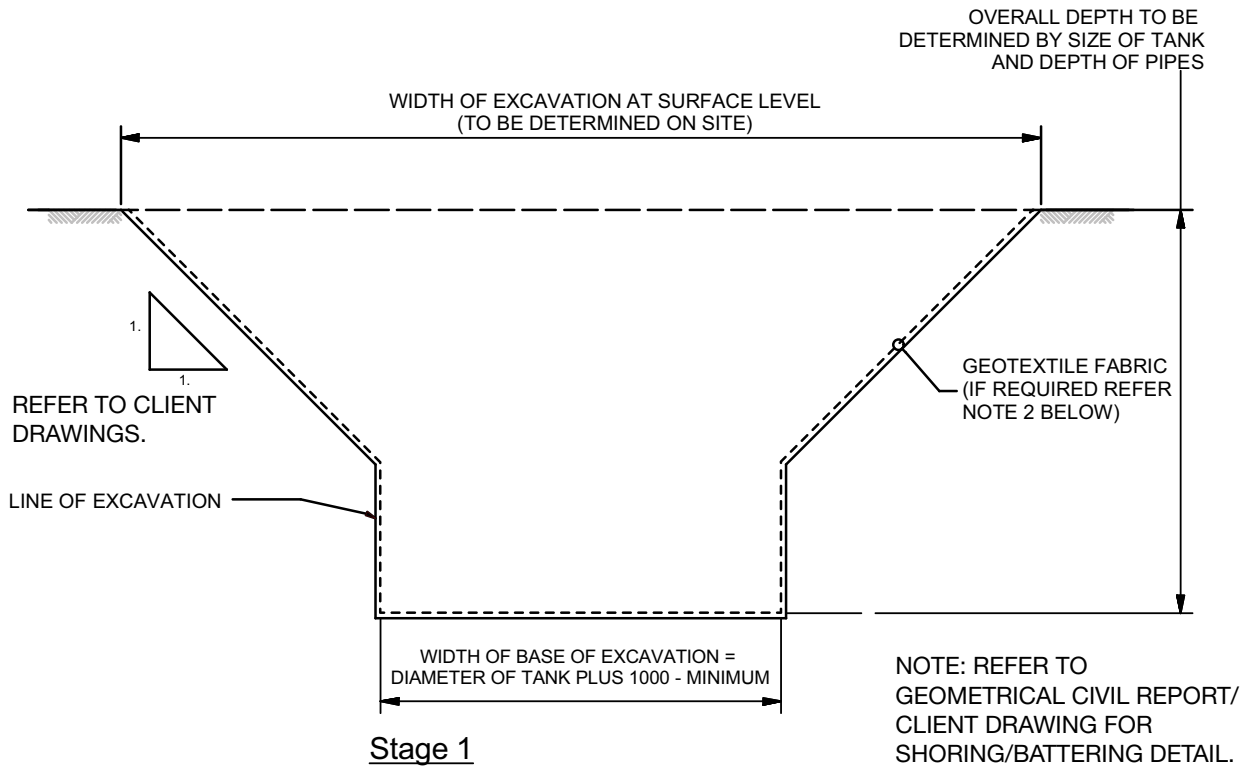 OVERALL DEPTH TO BE
DETERMINED BY SIZE OF TANK
AND DEPTH OF PIPES
WIDTH OF EXCAVATION AT SURFACE LEVEL
(TO BE DETERMINED ON SITE)
1.
1.
REFER TO CLIENT
DRAWINGS.
GEOTEXTILE FABRIC
(IF REQUIRED REFER
NOTE 2 BELOW)
LINE OF EXCAVATION
WIDTH OF BASE OF EXCAVATION =
DIAMETER OF TANK PLUS 1000 - MINIMUM
NOTE: REFER TO
GEOMETRICAL CIVIL REPORT/
CLIENT DRAWING FOR
SHORING/BATTERING DETAIL.
Stage 1